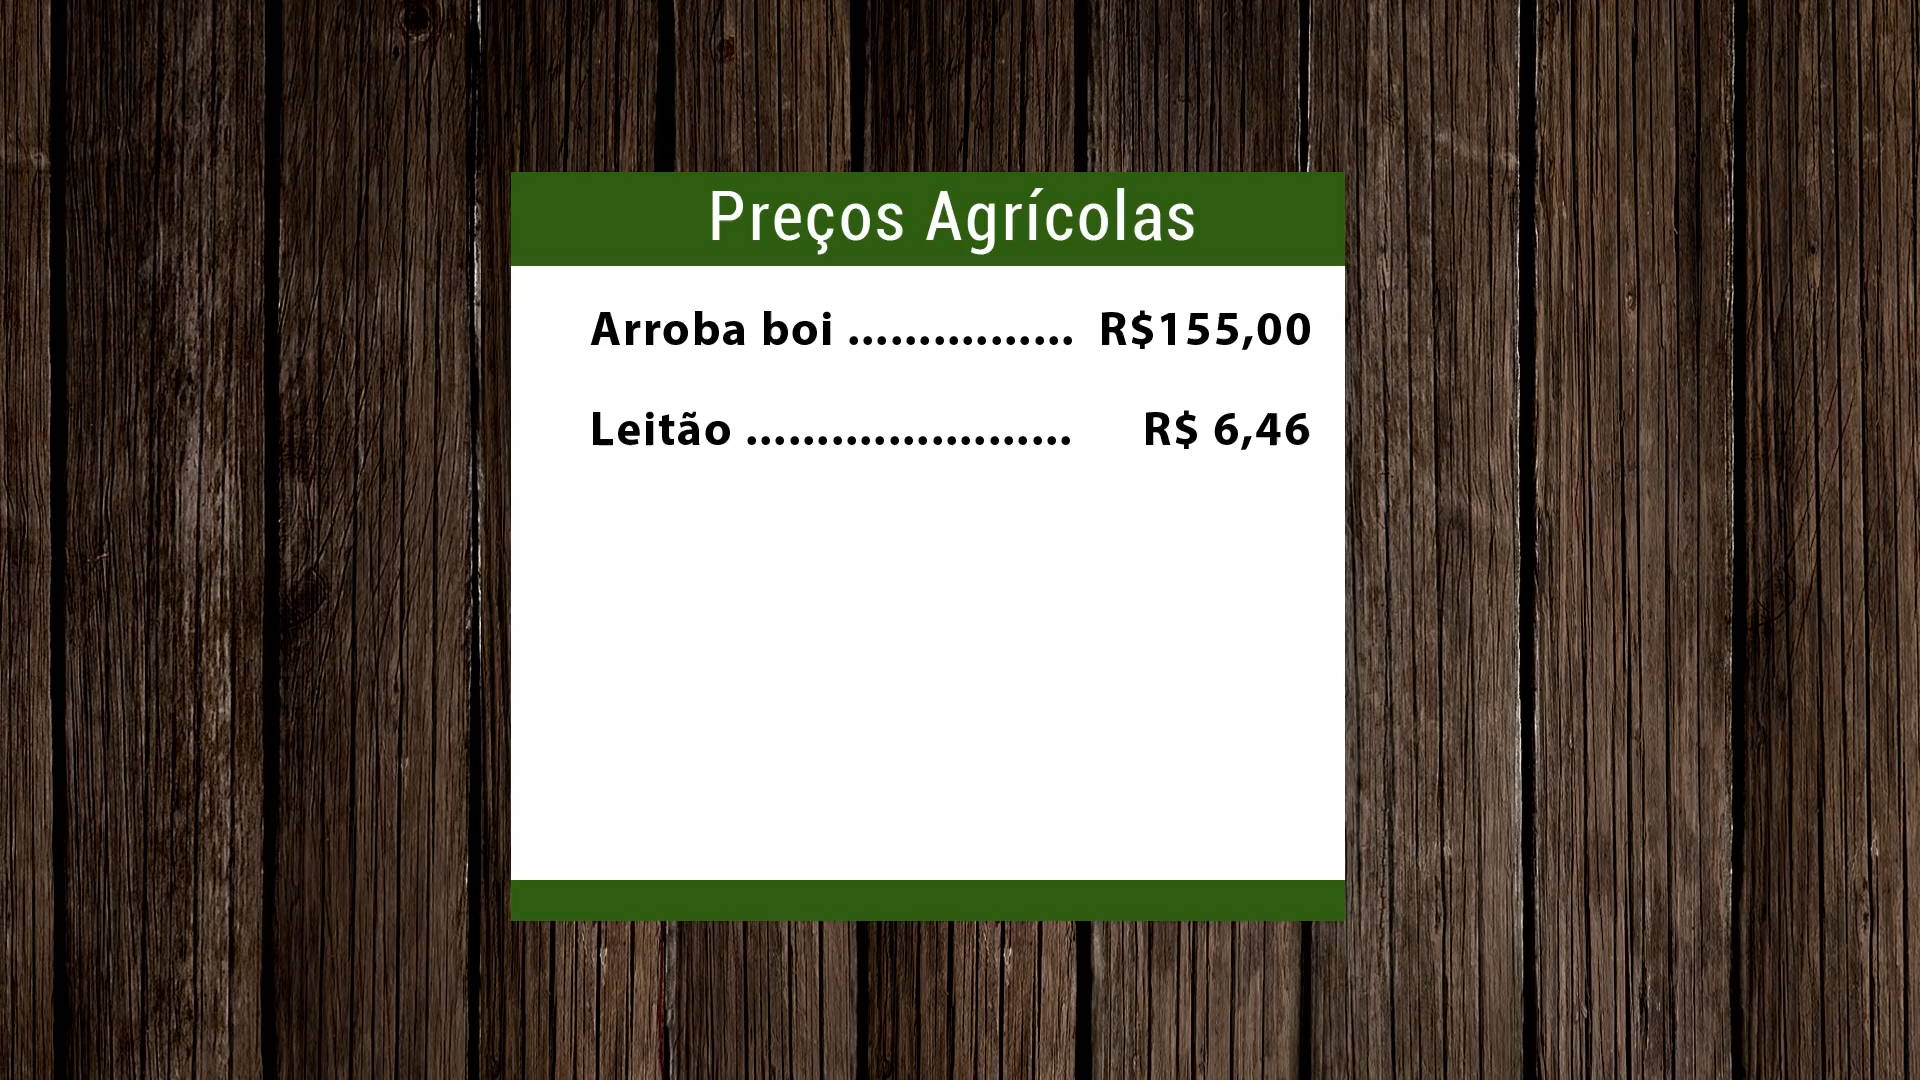 Preços Agrícolas
Arroba boi ................ R$155,00
Leitão ....................... R$ 6,46